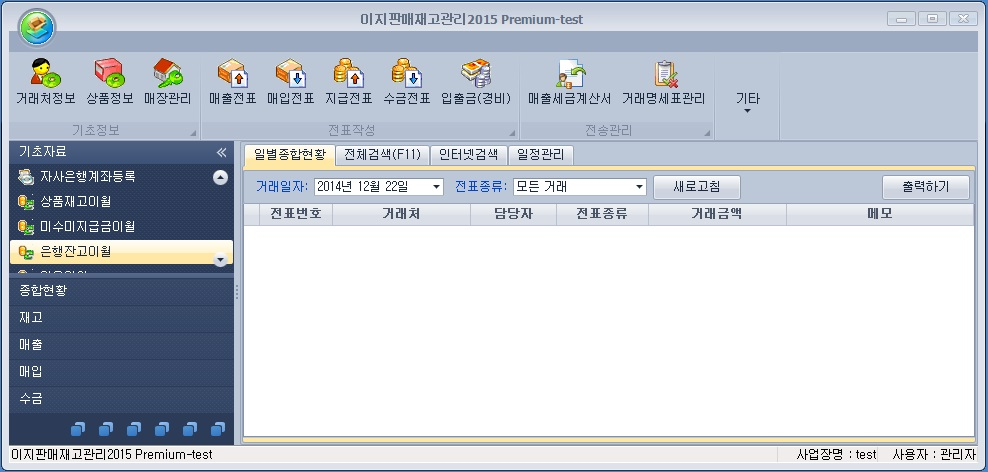 이지판매재고관리2015 Premium-test
거래처정보 상품정보 매장관리 매출전표 매입전표 지급전표 수금전표 입출금(경비) 매출세금계산서 거래명세표관리 기타
기초정보 전표작성 전송관리
기초자료
자사은행계좌등록
상품재고이월
미수미지급금이월
은행잔고이월
종합현황
재고
매출
매입
수금
일별종합현황 전체검색(F11) 인터넷검색 일정관리
거래일자: 2014년 12월 22일 전표종류: 모든 거래 새로고침 출력하기
전표번호 거래처 담당자 전표종류 거래금액 메모
이지판매재고관리2015 Premium-test 사업장명 : test 사용자 : 관리자